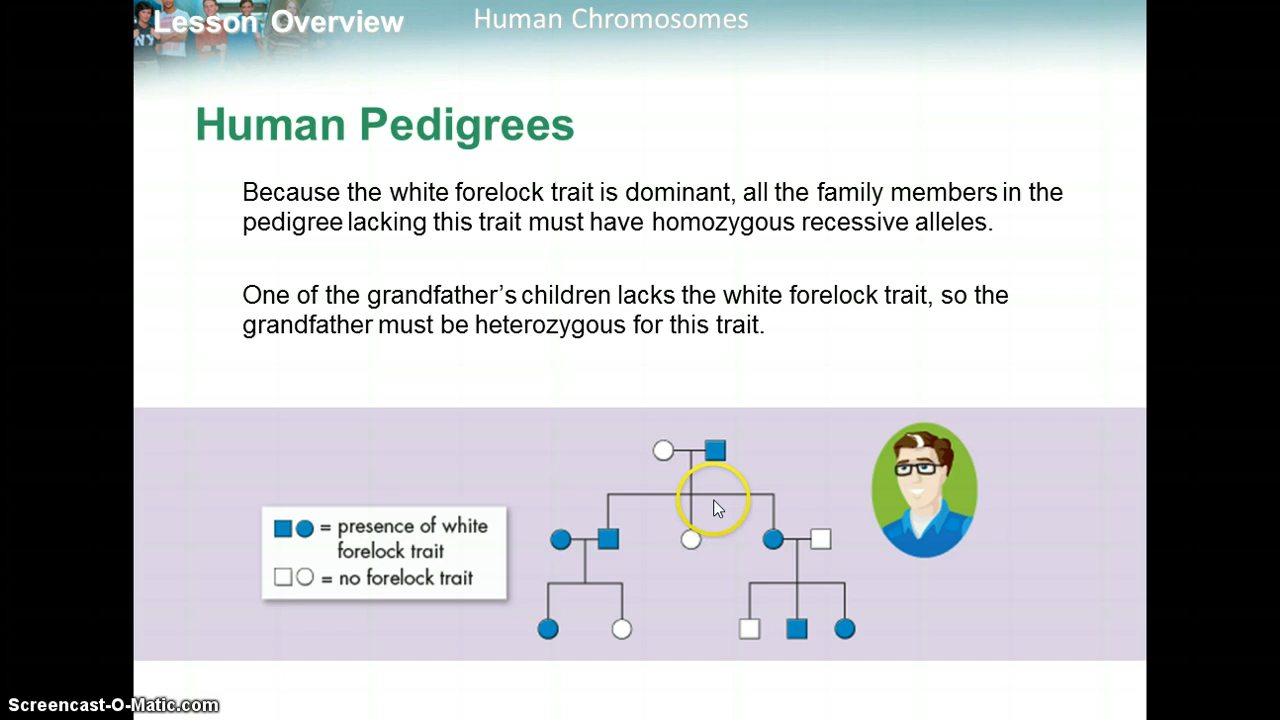 Lesson Overview
Human Chromosomes
NY
Human Pedigrees
Because the white forelock trait is dominant, all the family members in the
pedigree lacking this trait must have homozygous recessive alleles.
One of the grandfather’s children lacks the white forelock trait, so the
grandfather must be heterozygous for this trait.
= presence of white
forelock trait
= no forelock trait
Screencast-O-Matic.com